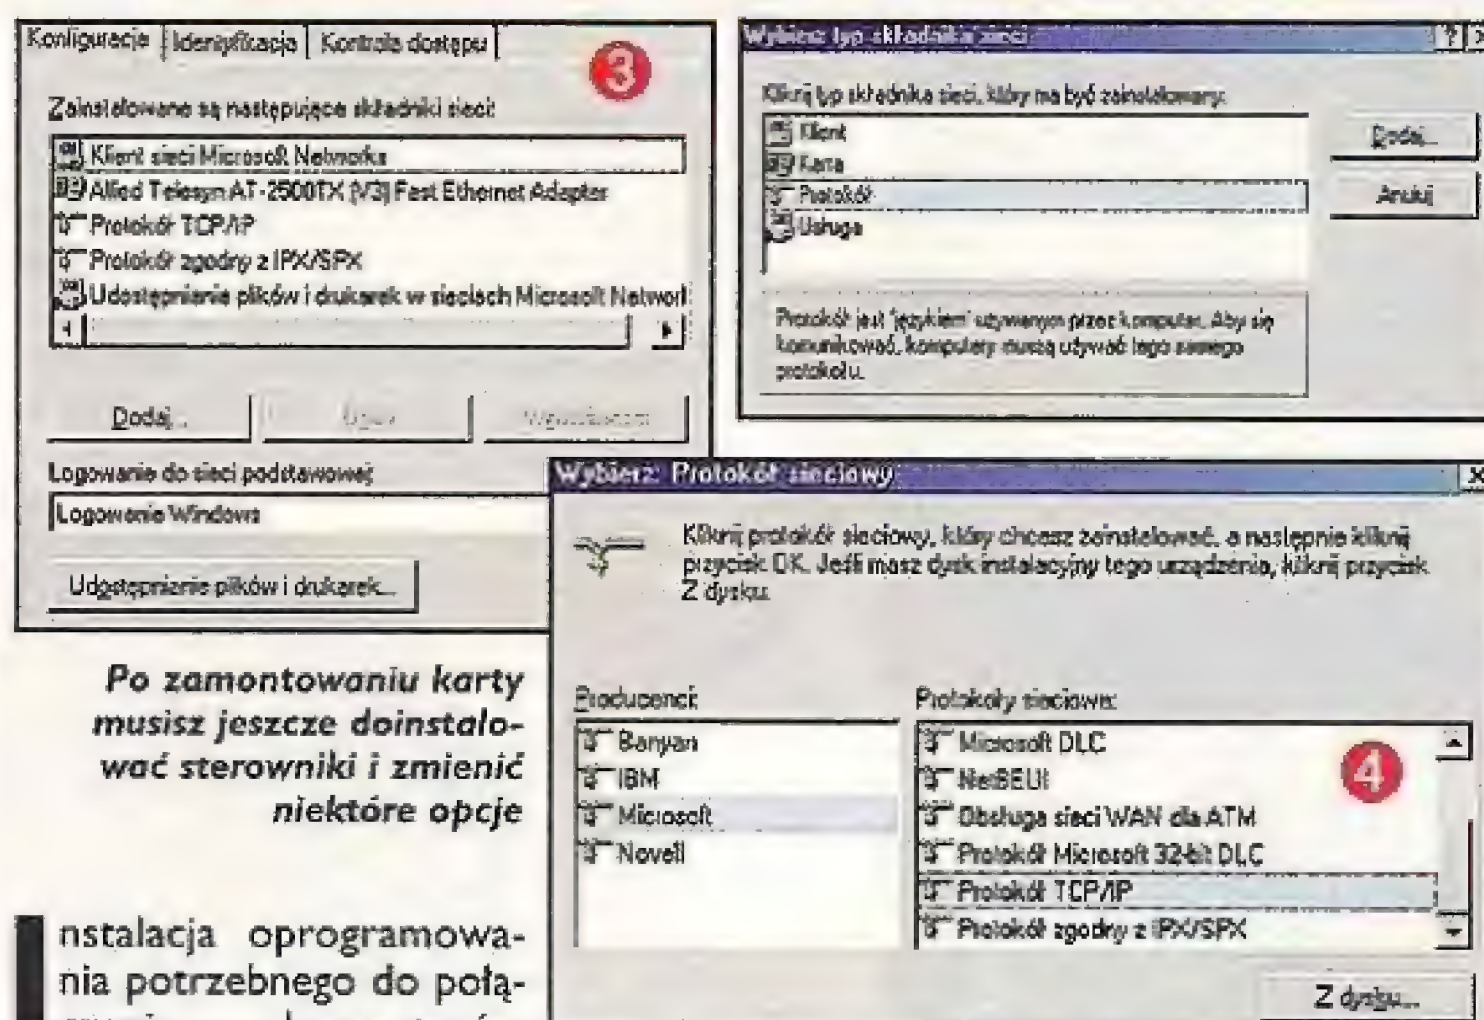 Konfiguracja Identyfikacja Kontrola dostępu
3
Zainstalowane są następujące składniki sieci:
Klient sieci Microsoft Networks
Allied Telesyn AT-2500TX (V3) Fast Ethernet Adapter
Protokół TCP/IP
Protokół zgodny z IPX/SPX
Udostępnianie plików i drukarek w sieciach Microsoft Networ
Dodaj...
Logowanie do sieci podstawowej:
Logowanie Windows
Udostępnianie plików i drukarek...
Wybierz typ składnika sieci
Kliknij typ składnika sieci, który ma być zainstalowany:
Klient
Karta
Protokół
Usługa
Dodaj...
Anuluj
Protokół jest 'językiem' używanym przez komputer. Aby się
komunikować, komputery muszą używać tego samego
protokołu.
Wybierz: Protokół sieciowy
Kliknij protokół sieciowy, który chcesz zainstalować, a następnie kliknij
przycisk OK. Jeśli masz dysk instalacyjny tego urządzenia, kliknij przycisk
Z dysku.
Producenci:
Banyan
IBM
Microsoft
Novell
Protokoły sieciowe:
4
Microsoft DLC
NetBEUI
Obsługa sieci WAN dla ATM
Protokół Microsoft 32-bit DLC
Protokół TCP/IP
Protokół zgodny z IPX/SPX
Z dysku...
Po zamontowaniu karty
musisz jeszcze doinstalo-
wać sterowniki i zmienić
niektóre opcje
Instalacja oprogramowa-
nia potrzebnego do połą-